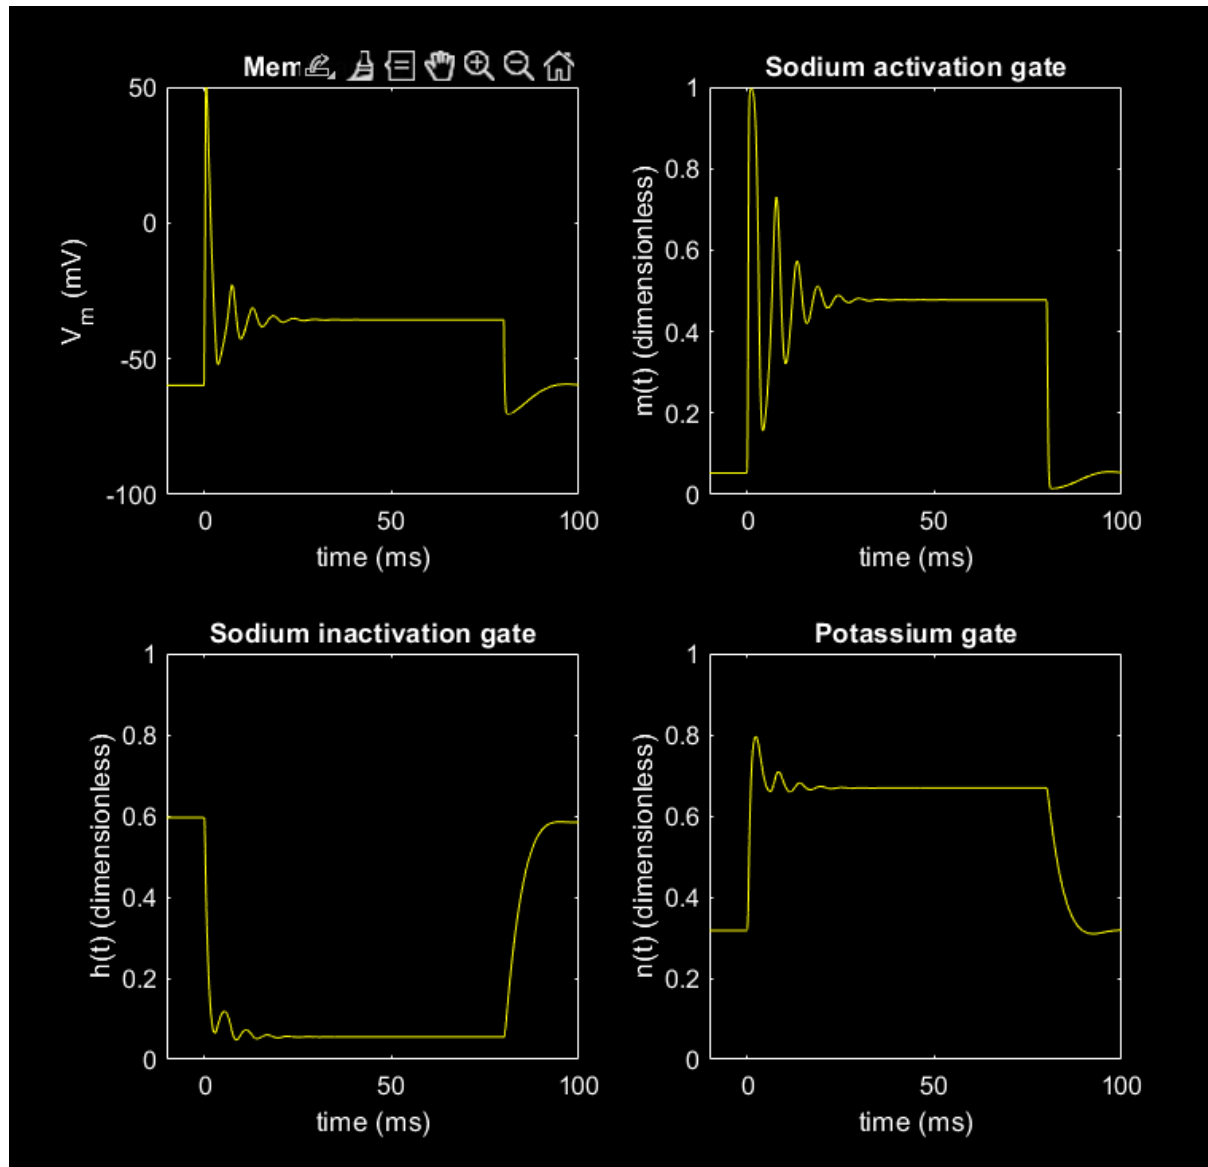 Mem
50
0
-50
-100
V_m (mV)
0
50
100
time (ms)
Sodium activation gate
1
0.8
0.6
0.4
0.2
0
m(t) (dimensionless)
0
50
100
time (ms)
Sodium inactivation gate
1
0.8
0.6
0.4
0.2
0
h(t) (dimensionless)
0
50
100
time (ms)
Potassium gate
1
0.8
0.6
0.4
0.2
0
n(t) (dimensionless)
0
50
100
time (ms)